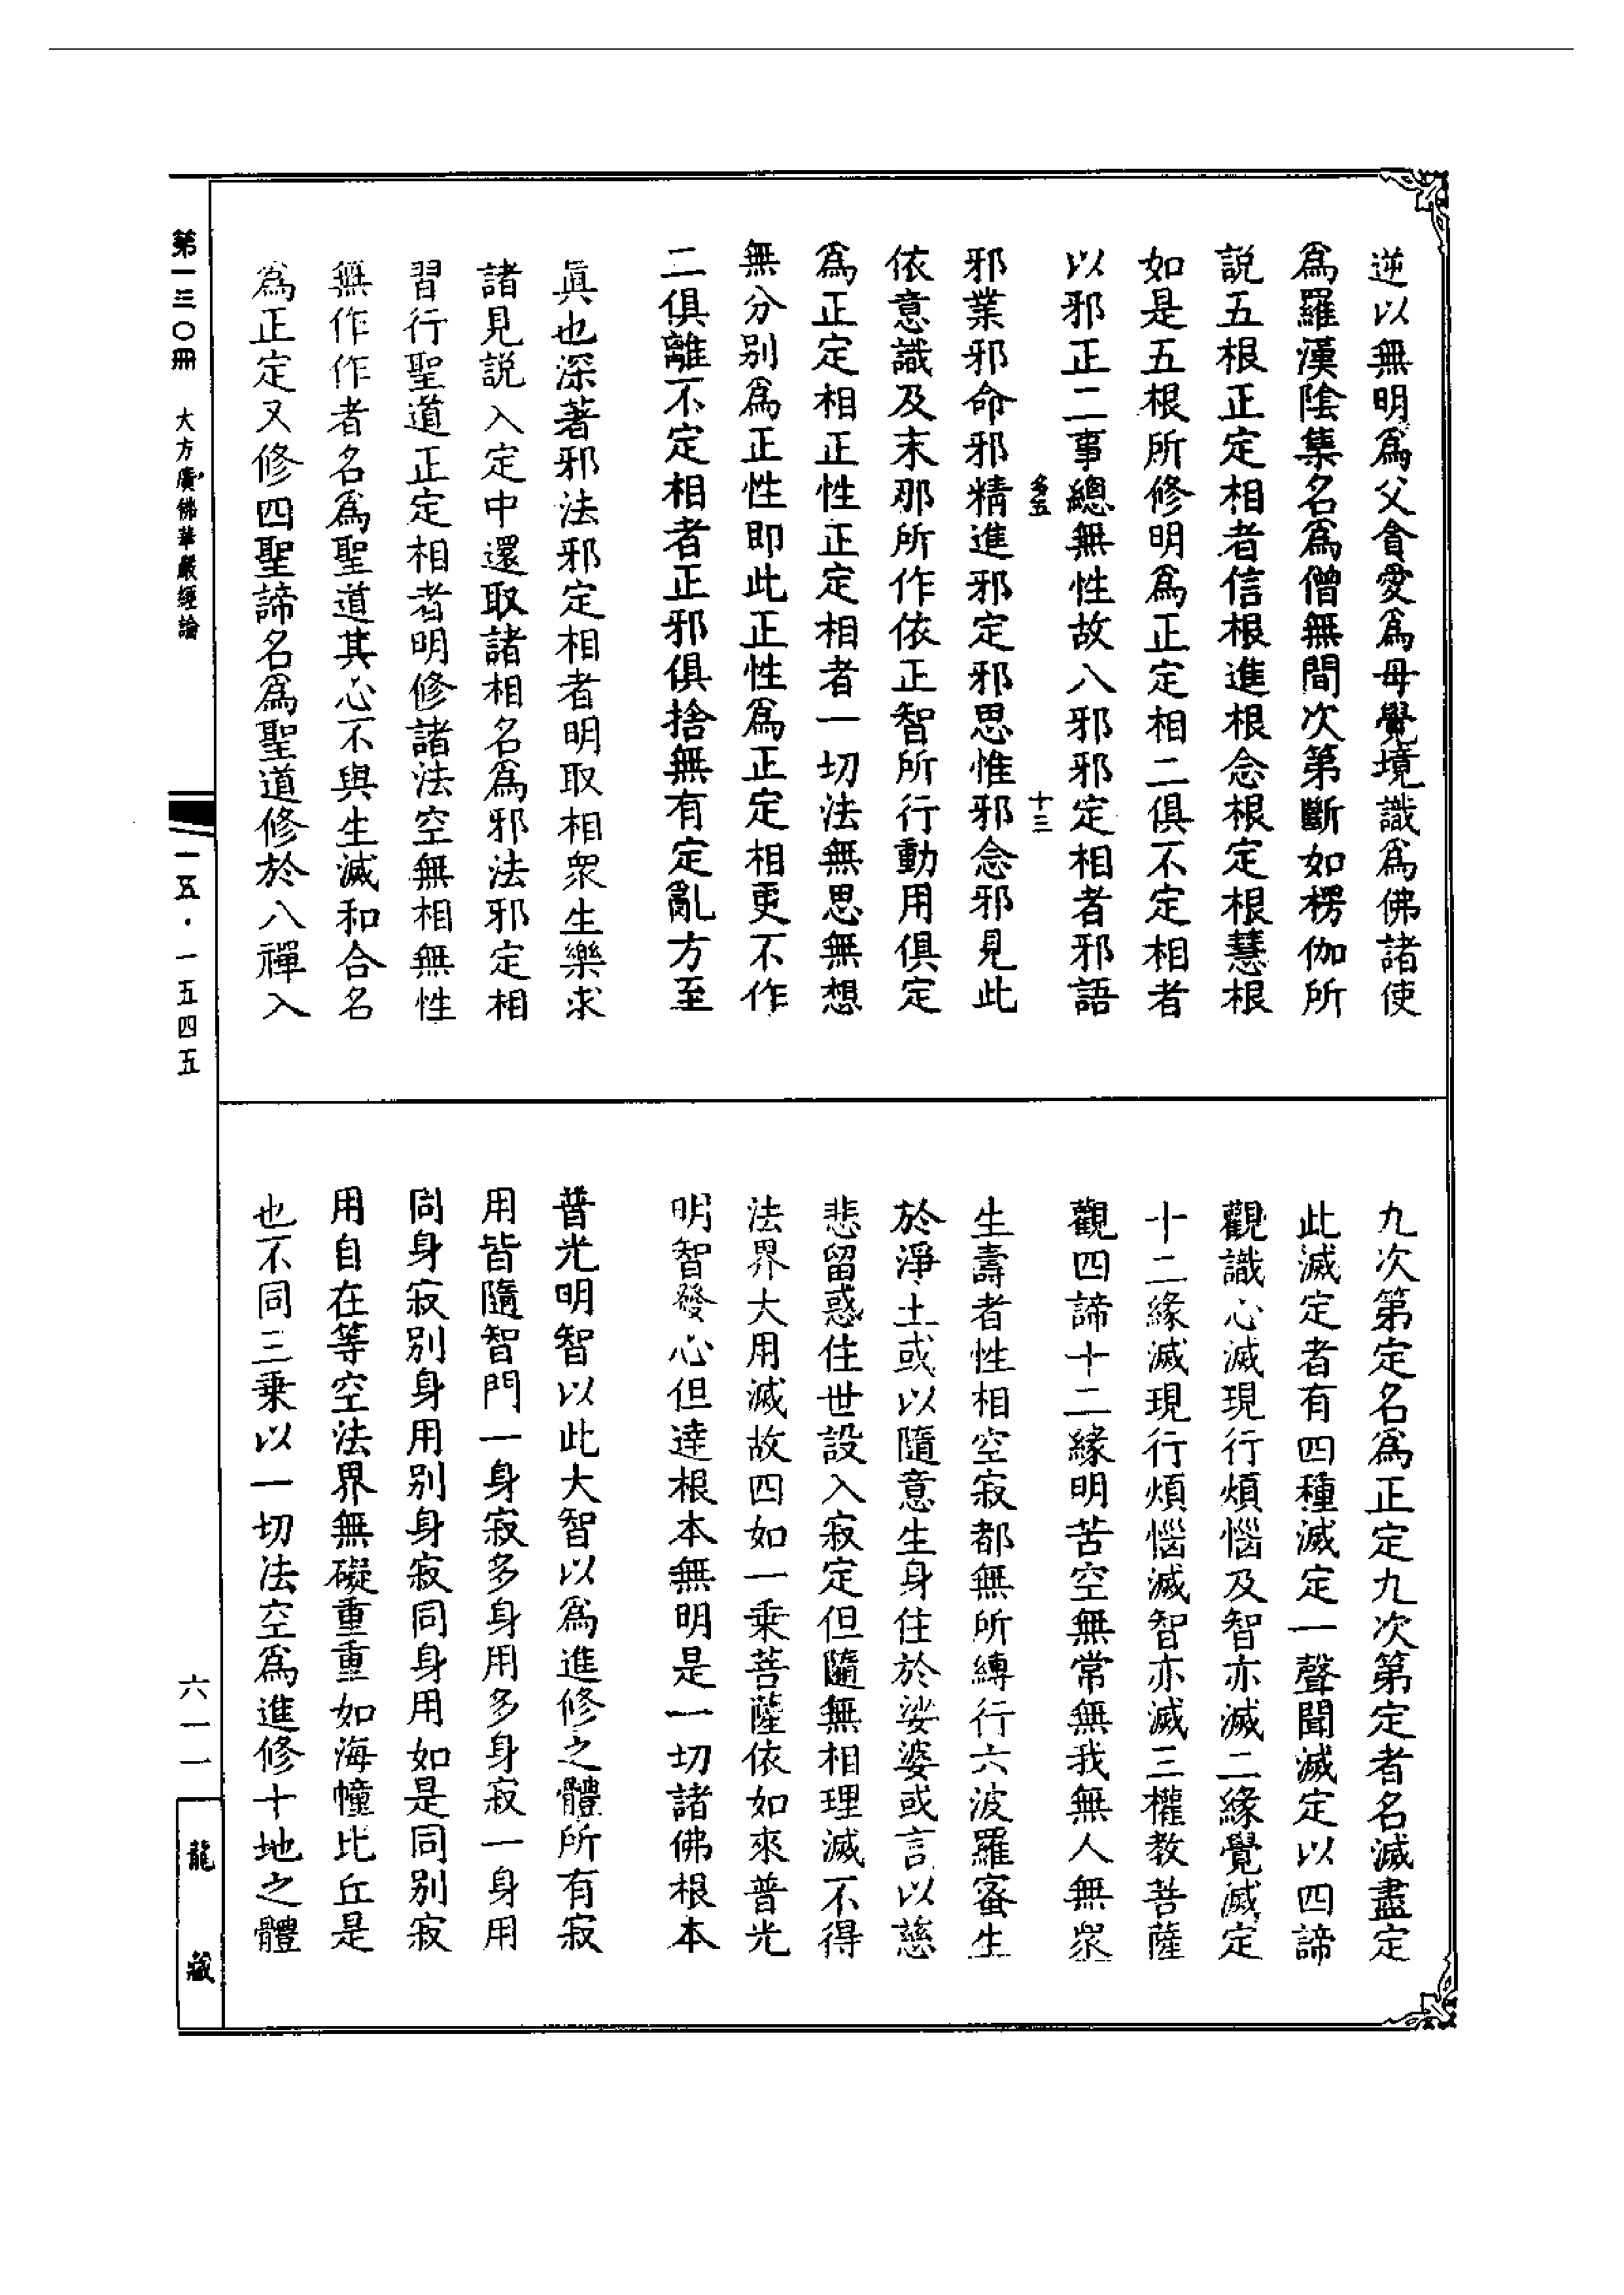 逆以無明爲父貪愛爲母覺境識爲佛諸使
爲羅漢陰集名爲僧無間次第斷如楞伽所
説五根正定相者信根進根念根定根慧根
如是五根所修明爲正定相二俱不定相者
以邪正二事總無性故八邪邪定相者邪語
多五 十三
邪業邪命邪精進邪定邪思惟邪念邪見此
依意識及末那所作依正智所行動用俱定
爲正定相正性正定相者一切法無思無想
無分別爲正性即此正性爲正定相更不作
二俱離不定相者正邪俱捨無有定亂方至
眞也深著邪法邪定相者明取相衆生樂求
諸見説入定中還取諸相名爲邪法邪定相
習行聖道正定相者明修諸法空無相無性
無作作者名爲聖道其心不與生滅和合名
爲正定又修四聖諦名爲聖道修於八禪入
九次第定名爲正定九次第定者名滅盡定
此滅定者有四種滅定一聲聞滅定以四諦
觀識心滅現行煩惱及智亦滅二緣覺滅定
十二緣滅現行煩惱滅智亦滅三權教菩薩
觀四諦十二緣明苦空無常無我無人無衆
生壽者性相空寂都無所縛行六波羅蜜生
於淨土或以隨意生身住於娑婆或言以慈
悲留惑住世設入寂定但隨無相理滅不得
法界大用滅故四如一乘菩薩依如來普光
明智發心但達根本無明是一切諸佛根本
普光明智以此大智以爲進修之體所有寂
用皆隨智門一身寂多身用多身寂一身用
同身寂別身用別身寂同身用如是同別寂
用自在等空法界無礙重重如海幢比丘是
也不同三乘以一切法空爲進修十地之體
第一三〇冊 大方廣佛華嚴經論
一五·一五四五
六一一
龍藏